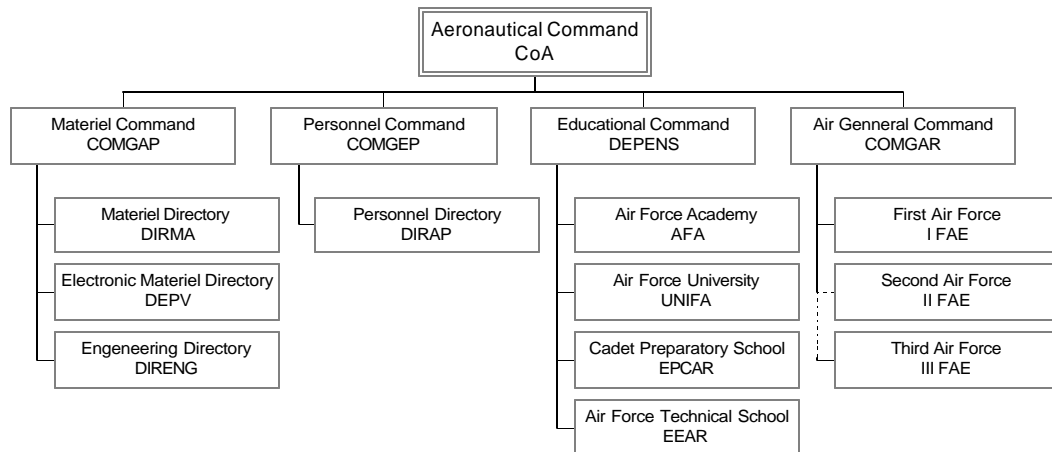 Aeronautical Command
CoA
Materiel Command
COMGAP
Personnel Command
COMGEP
Educational Command
DEPENS
Air Genneral Command
COMGAR
Materiel Directory
DIRMA
Personnel Directory
DIRAP
Air Force Academy
AFA
First Air Force
I FAE
Electronic Materiel Directory
DEPV
Air Force University
UNIFA
Second Air Force
II FAE
Engeneering Directory
DIRENG
Cadet Preparatory School
EPCAR
Third Air Force
III FAE
Air Force Technical School
EEAR